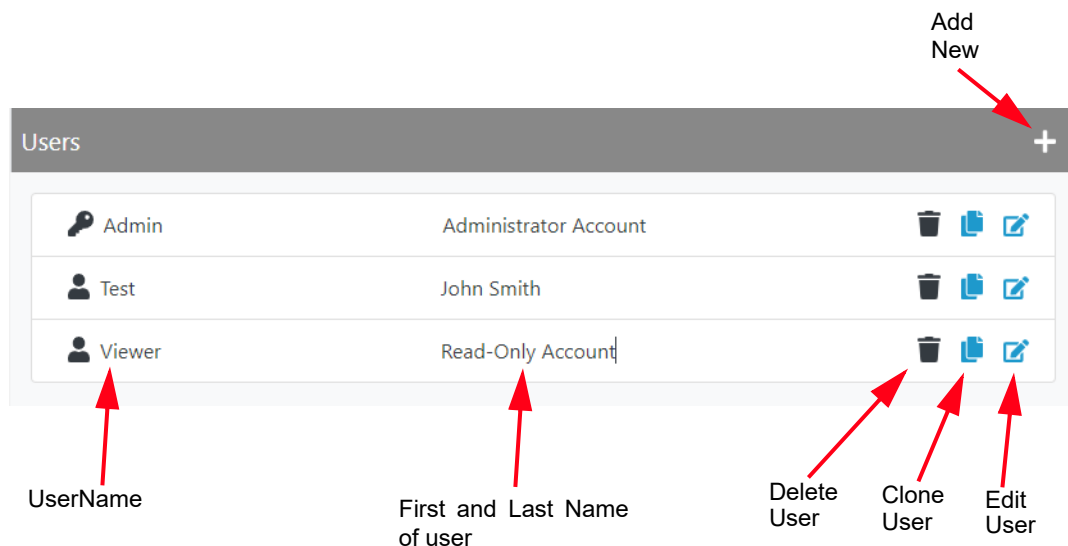 Add
New
Users
Admin Administrator Account
Test John Smith
Viewer Read-Only Account
UserName
First and Last Name
of user
Delete
User
Clone
User
Edit
User